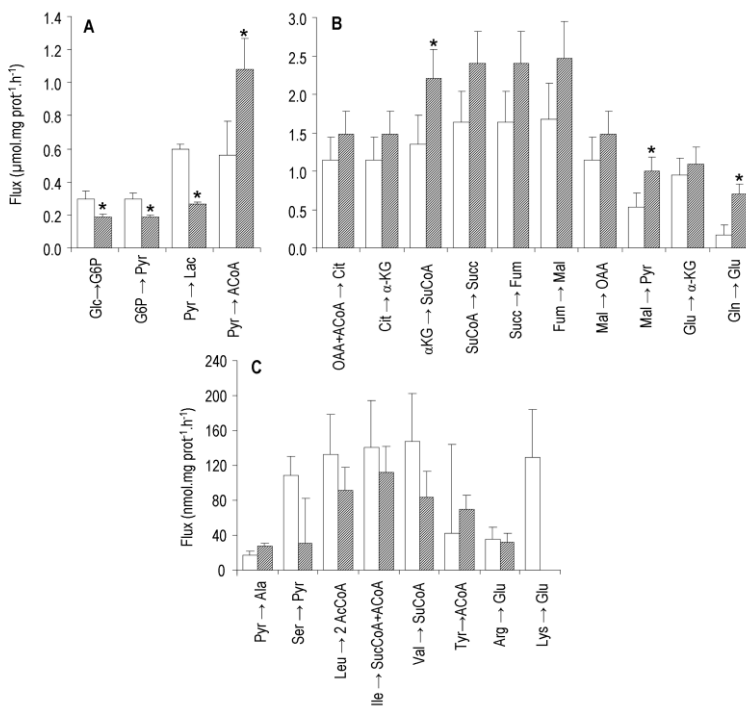 A
Flux (µmol.mg prot⁻¹.h⁻¹)
1.6
1.4
1.2
1.0
0.8
0.6
0.4
0.2
0.0
*
*
*
*
Glc→G6P
G6P → Pyr
Pyr → Lac
Pyr → ACoA
B
3.0
2.5
2.0
1.5
1.0
0.5
0.0
*
*
*
OAA+ACoA → Cit
Cit → α-KG
αKG → SuCoA
SuCoA → Succ
Succ → Fum
Fum → Mal
Mal → OAA
Mal → Pyr
Glu → α-KG
Gln → Glu
C
Flux (nmol.mg prot⁻¹.h⁻¹)
240
200
160
120
80
40
0
Pyr → Ala
Ser → Pyr
Leu → 2 AcCoA
Ile → SucCoA+ACoA
Val → SuCoA
Tyr→ACoA
Arg → Glu
Lys → Glu